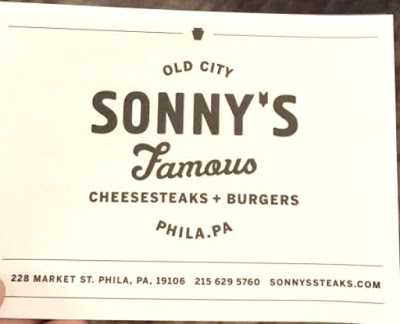 OLD CITY
SONNY'S
Famous
CHEESESTEAKS + BURGERS
PHILA.PA
228 MARKET ST. PHILA, PA, 19106 215 629 5760 SONNYSSTEAKS.COM